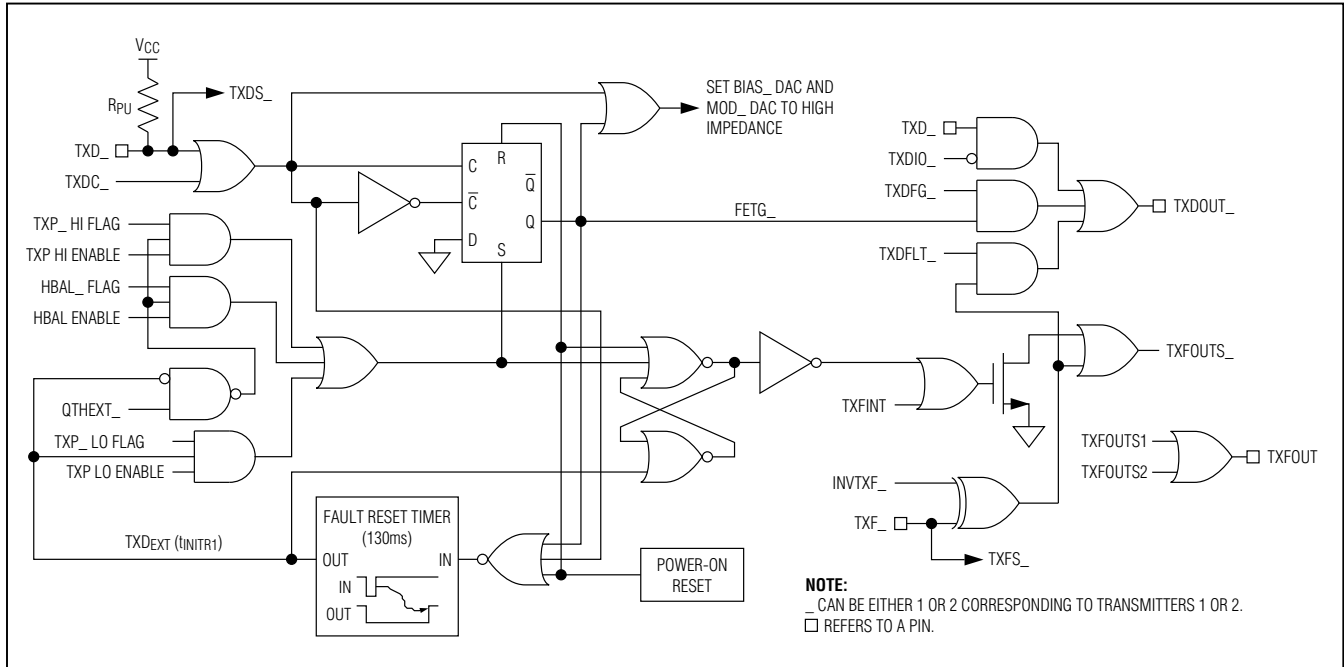 VCC
RPU
TXDS_
TXD_
TXDC_
SET BIAS_ DAC AND
MOD_ DAC TO HIGH
IMPEDANCE
TXP_ HI FLAG
TXP HI ENABLE
HBAL_ FLAG
HBAL ENABLE
QTHEXT_
TXP_ LO FLAG
TXP LO ENABLE
TXDEXT (tINITR1)
C
C
D
R
S
Q
Q
FETG_
FAULT RESET TIMER
(130ms)
OUT
IN
IN
OUT
POWER-ON
RESET
TXFINT
TXD_
TXDIO_
TXDFG_
TXDFLT_
TXDOUT_
TXFOUTS_
INVTXF_
TXF_
TXFS_
TXFOUTS1
TXFOUTS2
TXFOUT
NOTE:
_ CAN BE EITHER 1 OR 2 CORRESPONDING TO TRANSMITTERS 1 OR 2.
□ REFERS TO A PIN.